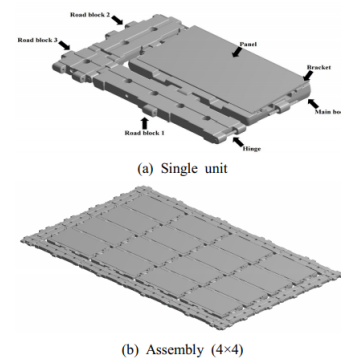 Road block 2
Road block 3
Panel
Bracket
Main bo
Road block 1
Hinge
(a) Single unit
(b) Assembly (4×4)